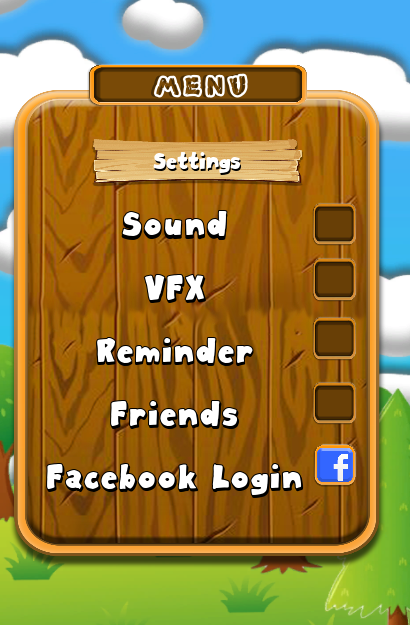 MENU
Settings
Sound
VFX
Reminder
Friends
Facebook Login
f